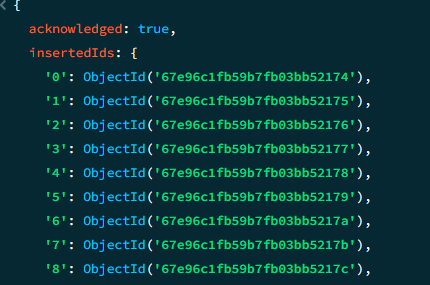 < {
acknowledged: true,
insertedIds: {
'0': ObjectId('67e96c1fb59b7fb03bb52174'),
'1': ObjectId('67e96c1fb59b7fb03bb52175'),
'2': ObjectId('67e96c1fb59b7fb03bb52176'),
'3': ObjectId('67e96c1fb59b7fb03bb52177'),
'4': ObjectId('67e96c1fb59b7fb03bb52178'),
'5': ObjectId('67e96c1fb59b7fb03bb52179'),
'6': ObjectId('67e96c1fb59b7fb03bb5217a'),
'7': ObjectId('67e96c1fb59b7fb03bb5217b'),
'8': ObjectId('67e96c1fb59b7fb03bb5217c'),